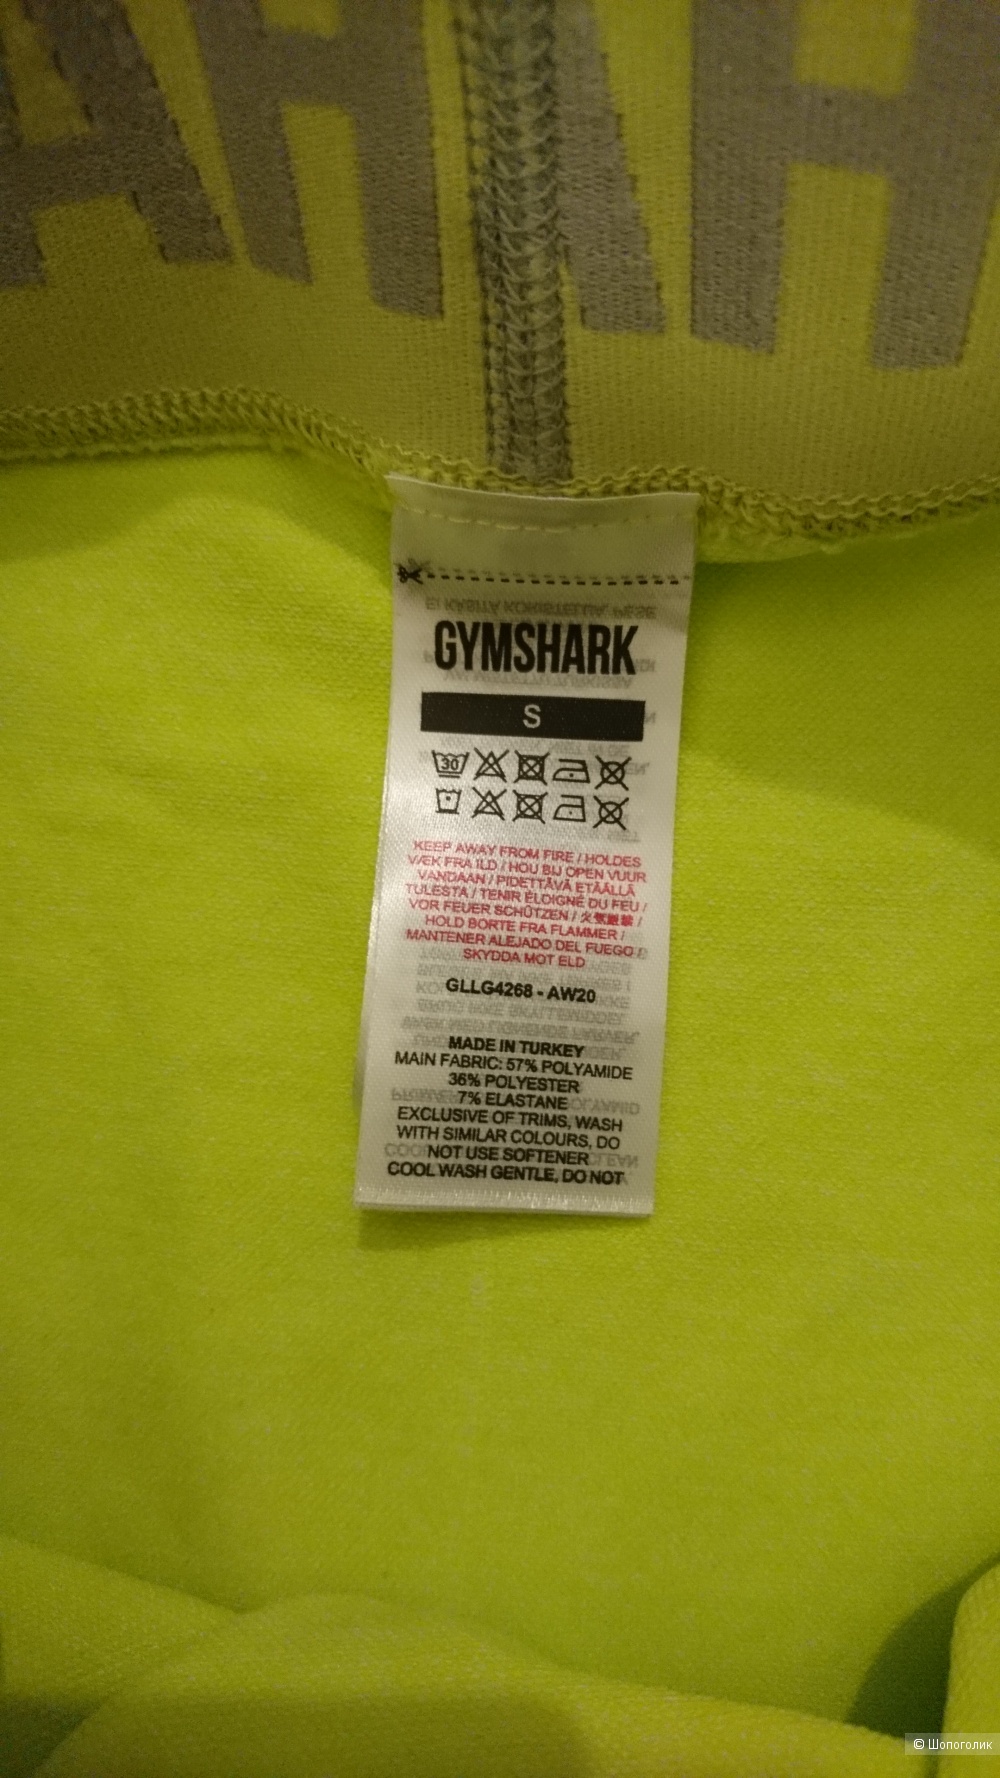 GYMSHARK
S
30
KEEP AWAY FROM FIRE / HOLDES
VÆK FRA ILD / HOU BIJ OPEN VUUR
VANDAAN / PIDETTÄVÄ ETÄÄLLÄ
TULESTA / TENIR ÉLOIGNÉ DU FEU /
VOR FEUER SCHÜTZEN / 火気厳禁 /
HOLD BORTE FRA FLAMMER /
MANTENER ALEJADO DEL FUEGO
SKYDDA MOT ELD
GLLG4268 - AW20
MADE IN TURKEY
MAIN FABRIC: 57% POLYAMIDE
36% POLYESTER
7% ELASTANE
EXCLUSIVE OF TRIMS, WASH
WITH SIMILAR COLOURS, DO
NOT USE SOFTENER
COOL WASH GENTLE, DO NOT
© Шопоголик